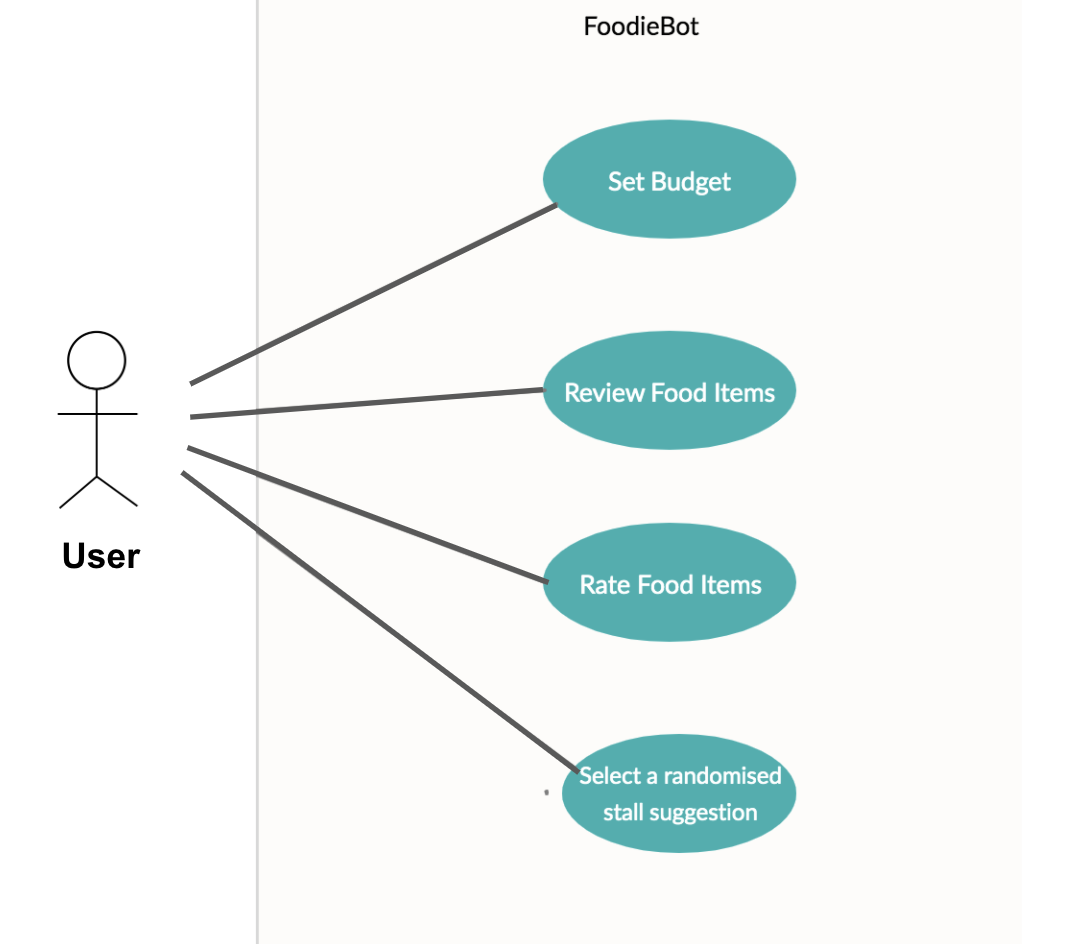 FoodieBot
Set Budget
Review Food Items
User
Rate Food Items
Select a randomised
stall suggestion